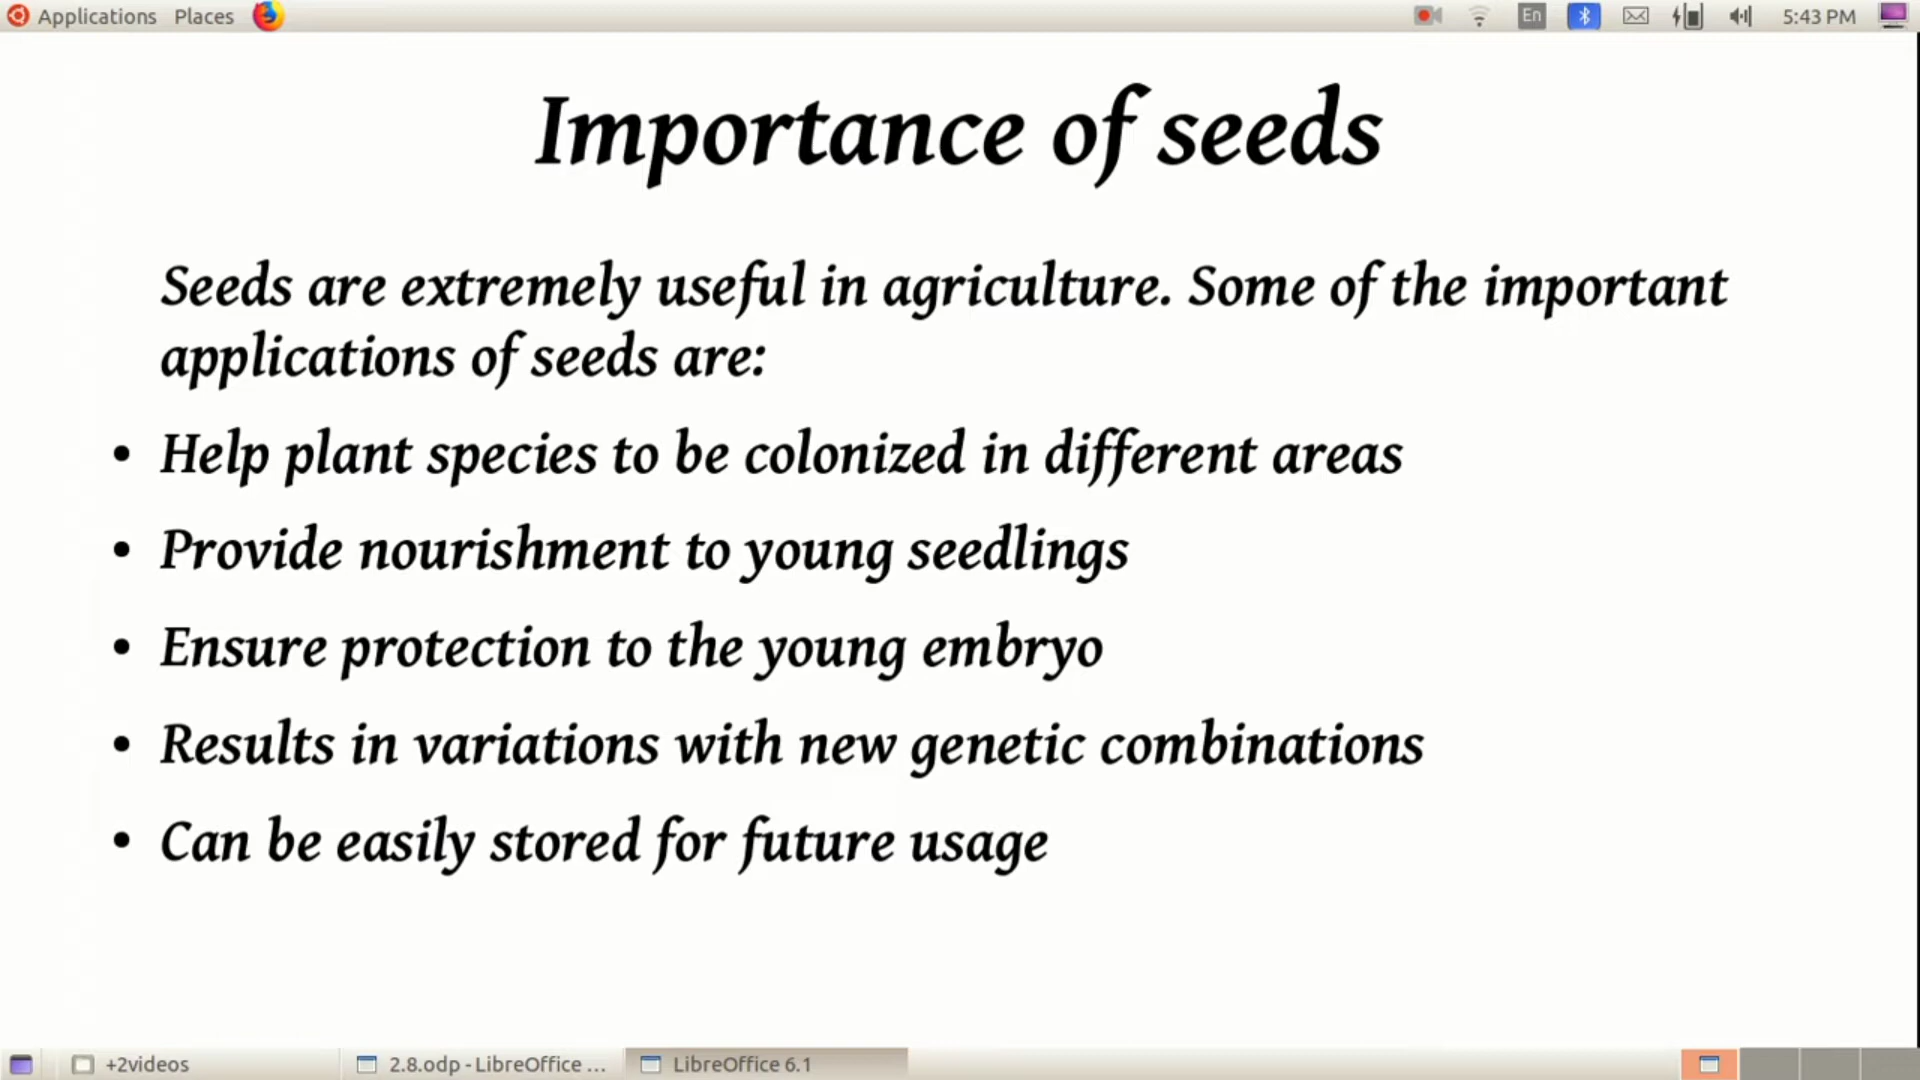 Applications Places En 5:43 PM
Importance of seeds
Seeds are extremely useful in agriculture. Some of the important
applications of seeds are:
• Help plant species to be colonized in different areas
• Provide nourishment to young seedlings
• Ensure protection to the young embryo
• Results in variations with new genetic combinations
• Can be easily stored for future usage
+2videos 2.8.odp - LibreOffice ... LibreOffice 6.1